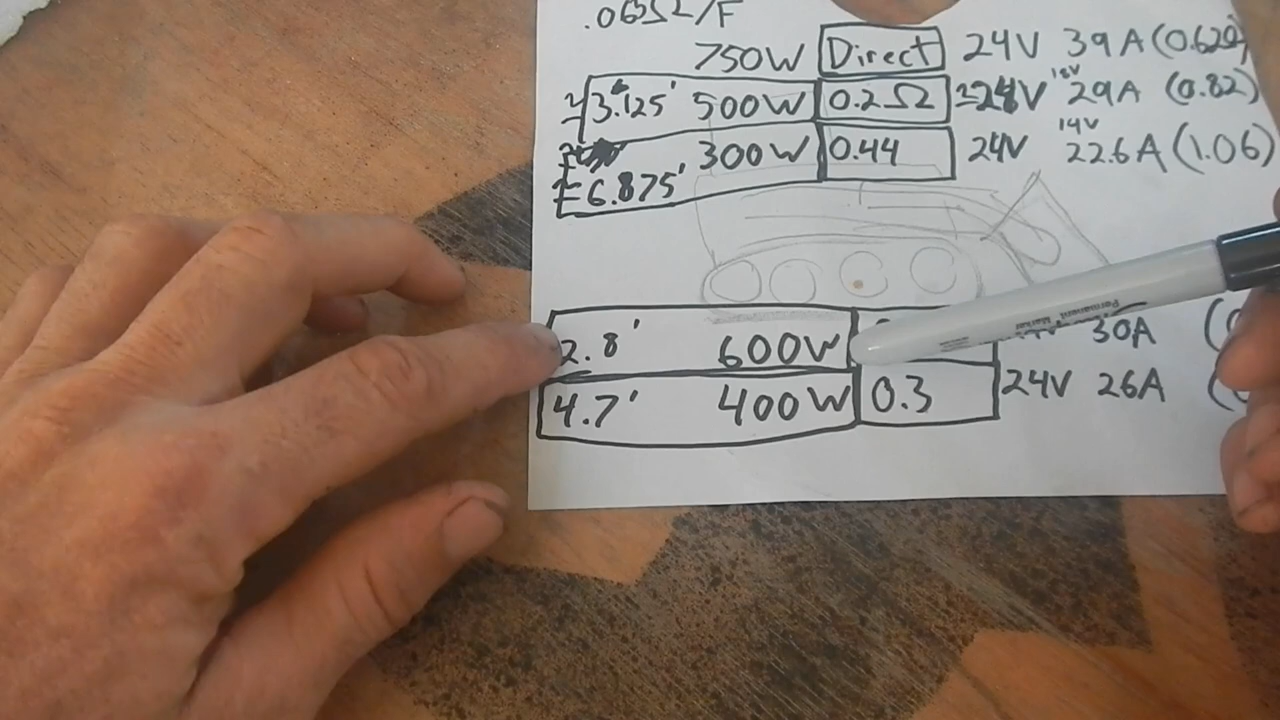 .065Ω/F
750W Direct 24V 39A (0.620)
3.125' 500W 0.2Ω 24V 18V 29A (0.82)
300W 0.44 24V 14V 22.6A (1.06)
6.875'
2.8' 600W 30A
4.7' 400W 0.3 24V 26A
Permanent Marker